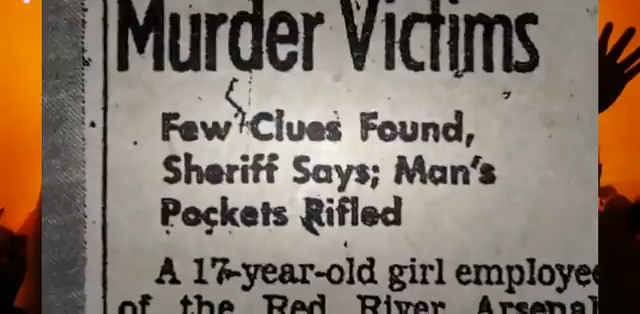 Murder Victims
Few Clues Found,
Sheriff Says; Man's
Pockets Rifled
A 17-year-old girl employee
of the Red River Arsenal